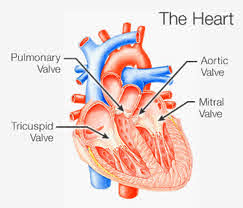 The Heart
Pulmonary
Valve
Aortic
Valve
Mitral
Valve
Tricuspid
Valve